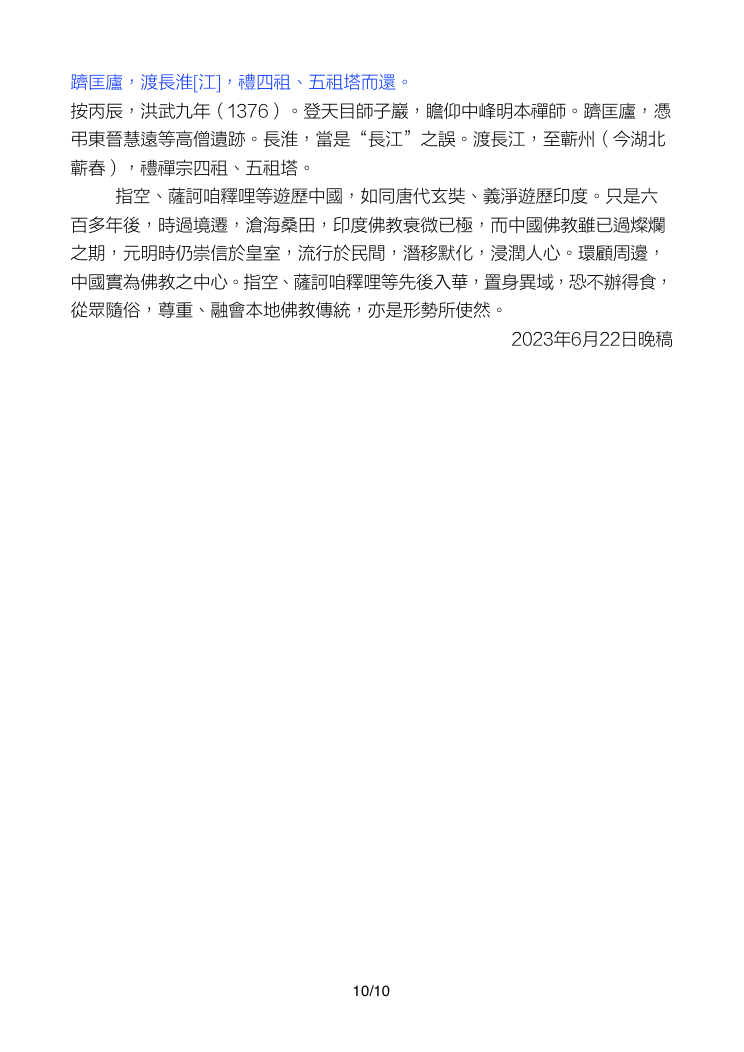 躋匡廬，渡長淮[江]，禮四祖、五祖塔而還。
按丙辰，洪武九年（1376）。登天目師子巖，瞻仰中峰明本禪師。躋匡廬，憑
弔東晉慧遠等高僧遺跡。長淮，當是“長江”之誤。渡長江，至蘄州（今湖北
蘄春），禮禪宗四祖、五祖塔。
指空、薩訶咱釋哩等遊歷中國，如同唐代玄奘、義淨遊歷印度。只是六
百多年後，時過境遷，滄海桑田，印度佛教衰微已極，而中國佛教雖已過燦爛
之期，元明時仍崇信於皇室，流行於民間，潛移默化，浸潤人心。環顧周邊，
中國實為佛教之中心。指空、薩訶咱釋哩等先後入華，置身異域，恐不辦得食，
從眾隨俗，尊重、融會本地佛教傳統，亦是形勢所使然。
2023年6月22日晚稿
10/10